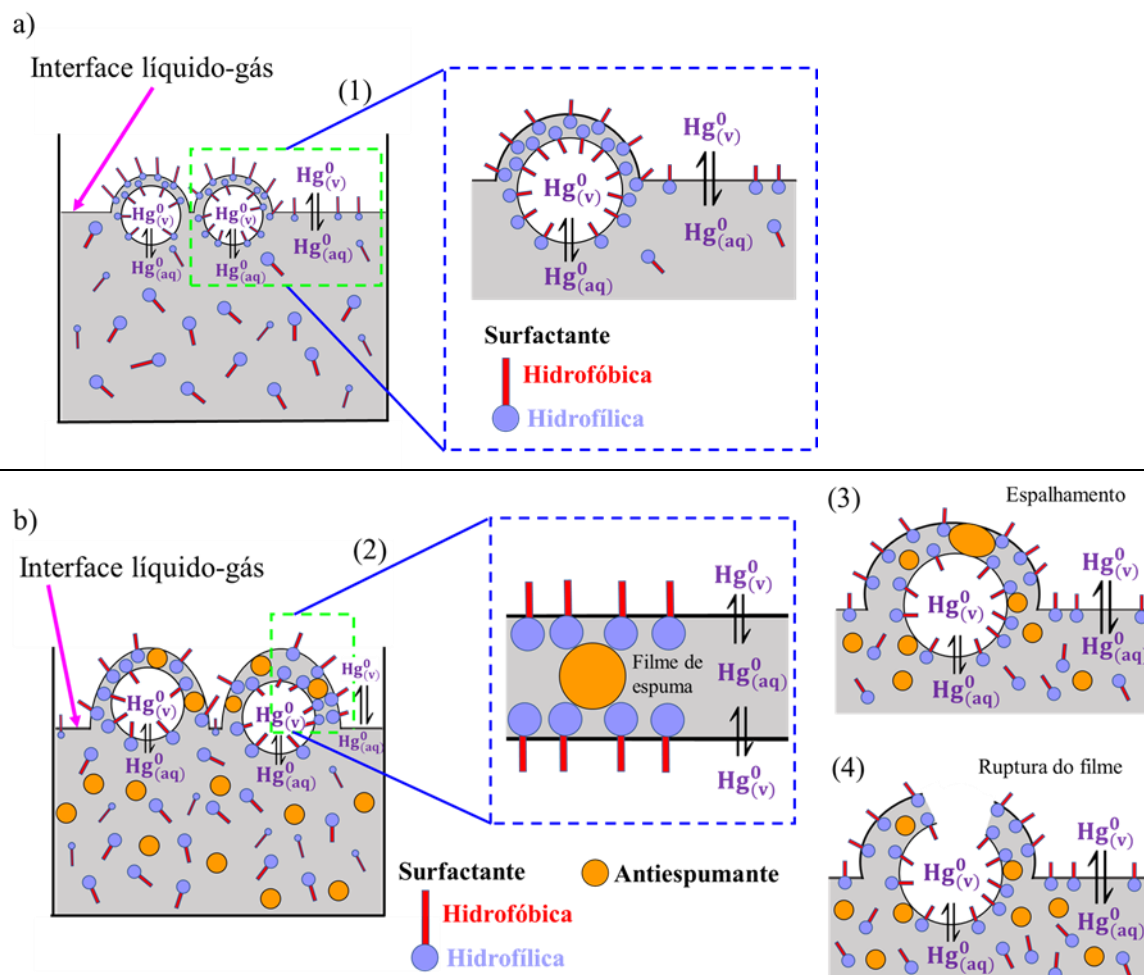 a)
Interface líquido-gás
(1)
Hg⁰(v)
Hg⁰(v)
Hg⁰(v)
Hg⁰(aq)
Hg⁰(aq)
Hg⁰(aq)
Hg⁰(v)
Hg⁰(v)
Hg⁰(aq)
Hg⁰(aq)
Surfactante
Hidrofóbica
Hidrofílica
b)
Interface líquido-gás
(2)
Hg⁰(v)
Hg⁰(v)
Hg⁰(v)
Hg⁰(aq)
Hg⁰(aq)
Hg⁰(aq)
Hg⁰(v)
Filme de
espuma
Hg⁰(aq)
Hg⁰(v)
Surfactante
Hidrofóbica
Hidrofílica
Antiespumante
(3)
Espalhamento
Hg⁰(v)
Hg⁰(v)
Hg⁰(aq)
Hg⁰(aq)
(4)
Ruptura do filme
Hg⁰(v)
Hg⁰(v)
Hg⁰(aq)
Hg⁰(aq)